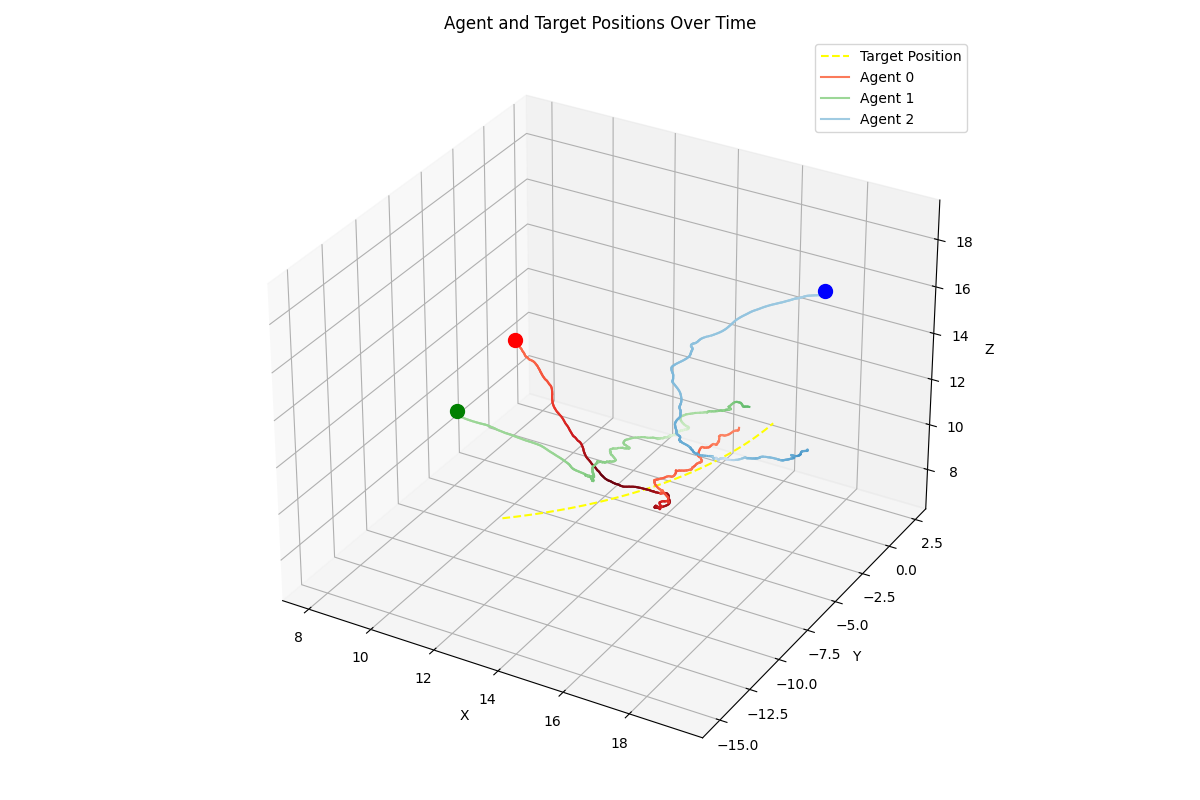 Agent and Target Positions Over Time
Target Position
Agent 0
Agent 1
Agent 2
18
16
14
12
10
8
Z
2.5
0.0
−2.5
−5.0
−7.5
−10.0
−12.5
−15.0
Y
8
10
12
14
16
18
X